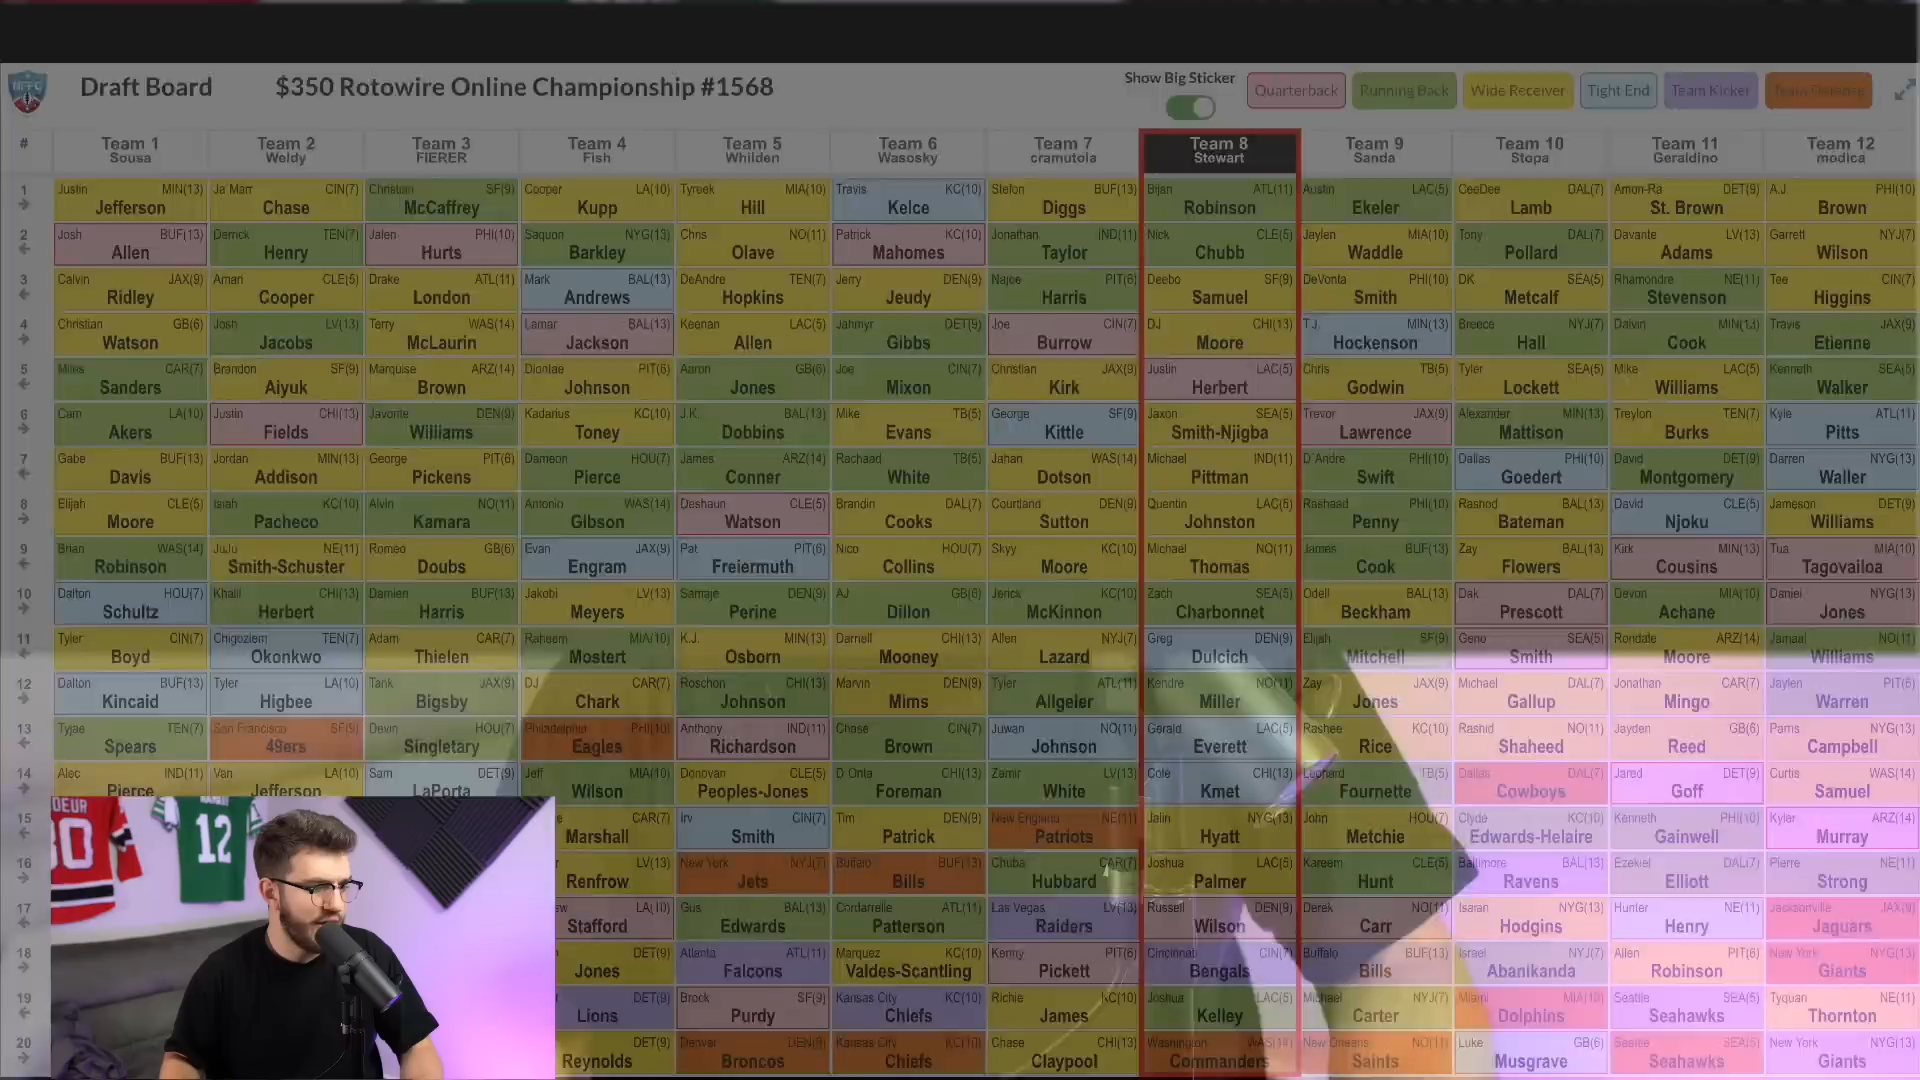 Draft Board
$350 Rotowire Online Championship #1568
Show Big Sticker
Quarterback
Running Back
Wide Receiver
Tight End
Team Kicker
Team Defense
# Team 1 Team 2 Team 3 Team 4 Team 5 Team 6 Team 7 Team 8 Team 9 Team 10 Team 11 Team 12
Sousa Weldy FIERER Fish Whilden Wasosky cramutola Stewart Sanda Stopa Geraldino modica
1 Justin MIN(13) Ja Marr CIN(7) Christian SF(9) Cooper LA(10) Tyreek MIA(10) Travis KC(10) Stefon BUF(13) Bijan ATL(11) Austin LAC(5) CeeDee DAL(7) Amon-Ra DET(9) A.J. PHI(10)
Jefferson Chase McCaffrey Kupp Hill Kelce Diggs Robinson Ekeler Lamb St. Brown Brown
2 Josh BUF(13) Derrick TEN(7) Jalen PHI(10) Saquon NYG(13) Chris NO(11) Patrick KC(10) Jonathan IND(11) Nick CLE(5) Jaylen MIA(10) Tony DAL(7) Davante LV(13) Garrett NYJ(7)
Allen Henry Hurts Barkley Olave Mahomes Taylor Chubb Waddle Pollard Adams Wilson
3 Calvin JAX(9) Amari CLE(5) Drake ATL(11) Mark BAL(13) DeAndre TEN(7) Jerry DEN(9) Najee PIT(6) Deebo SF(9) DeVonta PHI(10) DK SEA(5) Rhamondre NE(11) Tee CIN(7)
Ridley Cooper London Andrews Hopkins Jeudy Harris Samuel Smith Metcalf Stevenson Higgins
4 Christian GB(6) Josh LV(13) Terry WAS(14) Lamar BAL(13) Keenan LAC(5) Jahmyr DET(9) Joe CIN(7) DJ CHI(13) T.J. MIN(13) Breece NYJ(7) Dalvin MIN(13) Travis JAX(9)
Watson Jacobs McLaurin Jackson Allen Gibbs Burrow Moore Hockenson Hall Cook Etienne
5 Miles CAR(7) Brandon SF(9) Marquise ARZ(14) Diontae PIT(6) Aaron GB(6) Joe CIN(7) Christian JAX(9) Justin LAC(5) Chris TB(5) Tyler SEA(5) Mike LAC(5) Kenneth SEA(5)
Sanders Aiyuk Brown Johnson Jones Mixon Kirk Herbert Godwin Lockett Williams Walker
6 Cam LA(10) Justin CHI(13) Javonte DEN(9) Kadarius KC(10) J.K. BAL(13) Mike TB(5) George SF(9) Jaxon SEA(5) Trevor JAX(9) Alexander MIN(13) Treylon TEN(7) Kyle ATL(11)
Akers Fields Williams Toney Dobbins Evans Kittle Smith-Njigba Lawrence Mattison Burks Pitts
7 Gabe BUF(13) Jordan MIN(13) George PIT(6) Dameon HOU(7) James ARZ(14) Rachaad TB(5) Jahan WAS(14) Michael IND(11) D'Andre PHI(10) Dallas PHI(10) David DET(9) Darren NYG(13)
Davis Addison Pickens Pierce Conner White Dotson Pittman Swift Goedert Montgomery Waller
8 Elijah CLE(5) Isiah KC(10) Alvin NO(11) Antonio WAS(14) Deshaun CLE(5) Brandin DAL(7) Courtland DEN(9) Quentin LAC(5) Rashaad PHI(10) Rashod BAL(13) David CLE(5) Jameson DET(9)
Moore Pacheco Kamara Gibson Watson Cooks Sutton Johnston Penny Bateman Njoku Williams
9 Brian WAS(14) JuJu NE(11) Romeo GB(6) Evan JAX(9) Pat PIT(6) Nico HOU(7) Skyy KC(10) Michael NO(11) James BUF(13) Zay BAL(13) Kirk MIN(13) Tua MIA(10)
Robinson Smith-Schuster Doubs Engram Freiermuth Collins Moore Thomas Cook Flowers Cousins Tagovailoa
10 Dalton HOU(7) Khalil CHI(13) Damien BUF(13) Jakobi LV(13) Samaje DEN(9) AJ GB(6) Jerick KC(10) Zach SEA(5) Odell BAL(13) Dak DAL(7) Devon MIA(10) Daniel NYG(13)
Schultz Herbert Harris Meyers Perine Dillon McKinnon Charbonnet Beckham Prescott Achane Jones
11 Tyler CIN(7) Chigoziem TEN(7) Adam CAR(7) Raheem MIA(10) K.J. MIN(13) Darnell CHI(13) Allen NYJ(7) Greg DEN(9) Elijah SF(9) Geno SEA(5) Rondale ARZ(14) Jamaal NO(11)
Boyd Okonkwo Thielen Mostert Osborn Mooney Lazard Dulcich Mitchell Smith Moore Williams
12 Dalton BUF(13) Tyler LA(10) Tank JAX(9) DJ CAR(7) Roschon CHI(13) Marvin DEN(9) Tyler ATL(11) Kendre NO(11) Zay JAX(9) Michael DAL(7) Jonathan CAR(7) Jaylen PIT(6)
Kincaid Higbee Bigsby Chark Johnson Mims Allgeier Miller Jones Gallup Mingo Warren
13 Tyjae TEN(7) San Francisco SF(9) Devin HOU(7) Philadelphia PHI(10) Anthony IND(11) Chase CIN(7) Juwan NO(11) Gerald LAC(5) Rashee KC(10) Rashid NO(11) Jayden GB(6) Parris NYG(13)
Spears 49ers Singletary Eagles Richardson Brown Johnson Everett Rice Shaheed Reed Campbell
14 Alec IND(11) Van LA(10) Sam DET(9) Jeff MIA(10) Donovan CLE(5) D Onta CHI(13) Zamir LV(13) Cole CHI(13) Leonard TB(5) Dallas DAL(7) Jared DET(9) Curtis WAS(14)
Pierce Jefferson LaPorta Wilson Peoples-Jones Foreman White Kmet Fournette Cowboys Goff Samuel
15 CAR(7) Irv CIN(7) Tim DEN(9) New England NE(11) Jalin NYG(13) John HOU(7) Clyde KC(10) Kenneth PHI(10) Kyler ARZ(14)
Marshall Smith Patrick Patriots Hyatt Metchie Edwards-Helaire Gainwell Murray
16 LV(13) New York NYJ(7) Buffalo BUF(13) Chuba CAR(7) Joshua LAC(5) Kareem CLE(5) Baltimore BAL(13) Ezekiel DAL(7) Pierre NE(11)
Renfrow Jets Bills Hubbard Palmer Hunt Ravens Elliott Strong
17 LA(10) Gus BAL(13) Cordarrelle ATL(11) Las Vegas LV(13) Russell DEN(9) Derek NO(11) Isaiah NYG(13) Hunter NE(11) Jacksonville JAX(9)
Stafford Edwards Patterson Raiders Wilson Carr Hodgins Henry Jaguars
18 DET(9) Atlanta ATL(11) Marquez KC(10) Kenny PIT(6) Cincinnati CIN(7) Buffalo BUF(13) Israel NYJ(7) Allen PIT(6) New York NYG(13)
Jones Falcons Valdes-Scantling Pickett Bengals Bills Abanikanda Robinson Giants
19 DET(9) Brock SF(9) Kansas City KC(10) Richie KC(10) Joshua LAC(5) Michael NYJ(7) Miami MIA(10) Seattle SEA(5) Tyquan NE(11)
Lions Purdy Chiefs James Kelley Carter Dolphins Seahawks Thornton
20 DET(9) Denver DEN(9) Kansas City KC(10) Chase CHI(13) Washington WAS(14) New Orleans NO(11) Luke GB(6) Seattle SEA(5) New York NYG(13)
Reynolds Broncos Chiefs Claypool Commanders Saints Musgrave Seahawks Giants
12